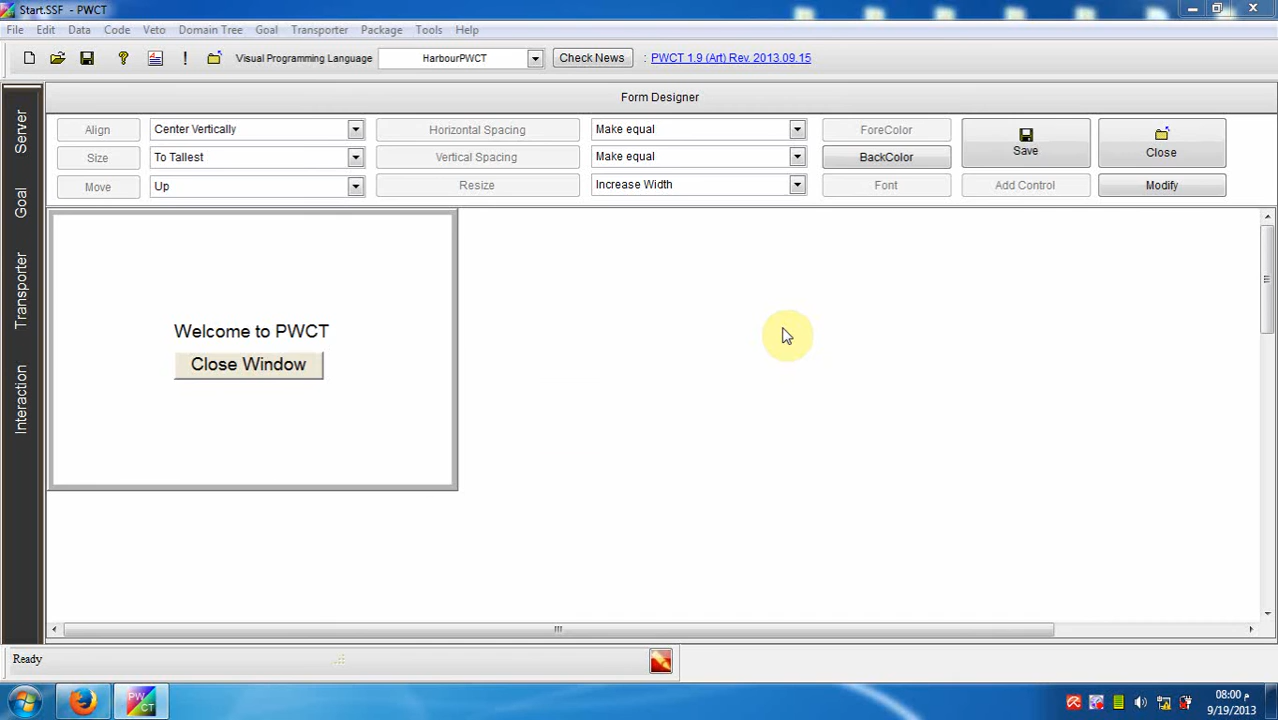 Start.SSF - PWCT
File Edit Data Code Veto Domain Tree Goal Transporter Package Tools Help
Visual Programming Language HarbourPWCT Check News : PWCT 1.9 (Art) Rev. 2013.09.15
Server
Goal
Transporter
Interaction
Form Designer
Align Center Vertically Horizontal Spacing Make equal ForeColor Save Close
Size To Tallest Vertical Spacing Make equal BackColor
Move Up Resize Increase Width Font Add Control Modify
Welcome to PWCT
Close Window
Ready
PW
CT
08:00 م
9/19/2013